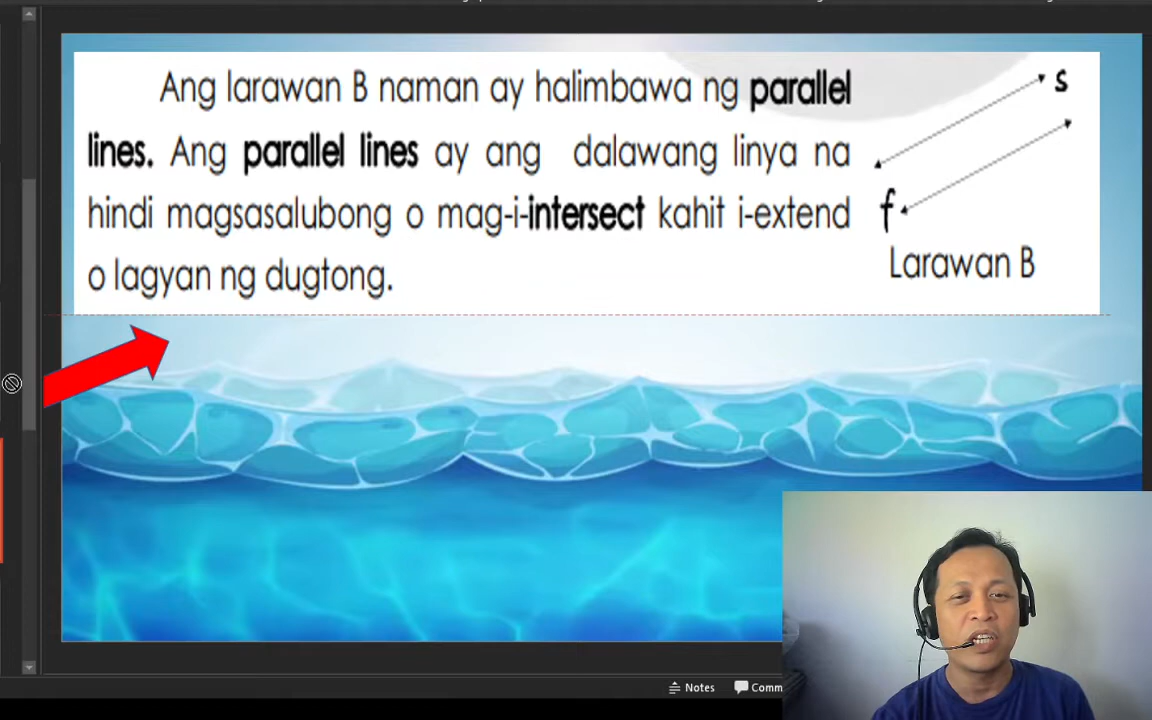 Ang larawan B naman ay halimbawa ng parallel
lines. Ang parallel lines ay ang dalawang linya na
hindi magsasalubong o mag-i-intersect kahit i-extend
o lagyan ng dugtong.
s
f
Larawan B
Notes
Comm